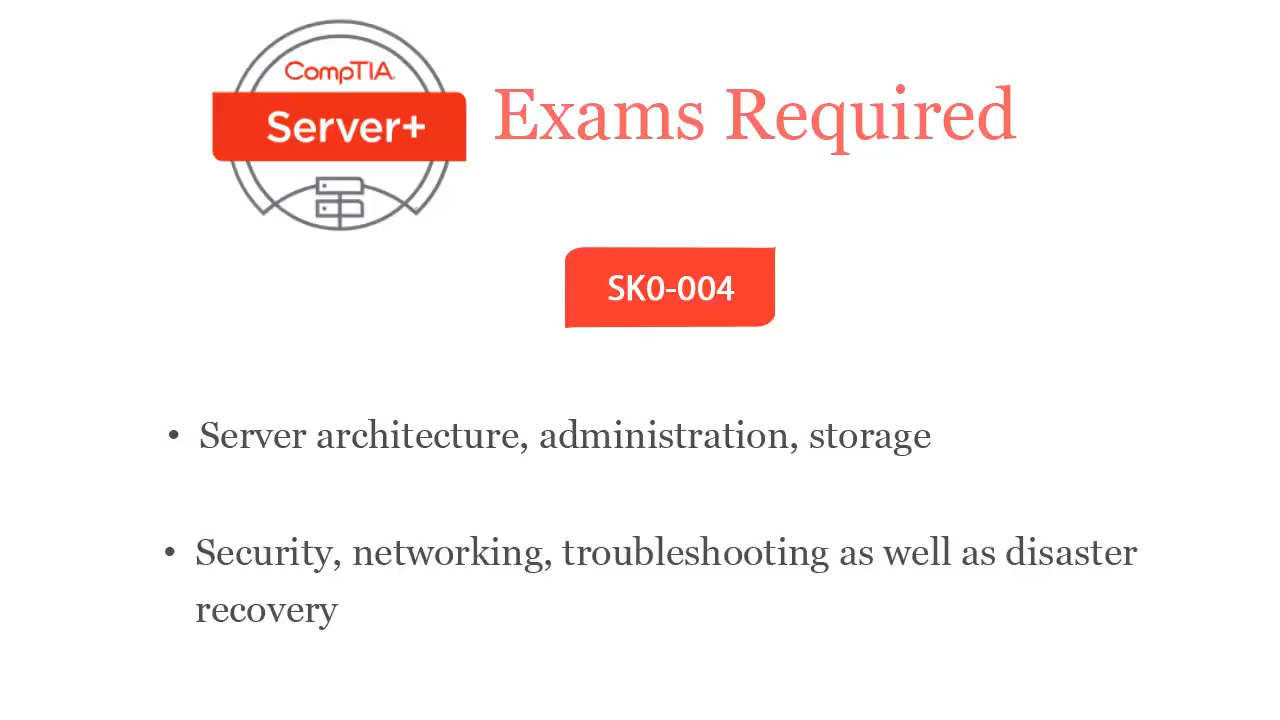 CompTIA
Server+
Exams Required
SK0-004
• Server architecture, administration, storage
• Security, networking, troubleshooting as well as disaster
recovery